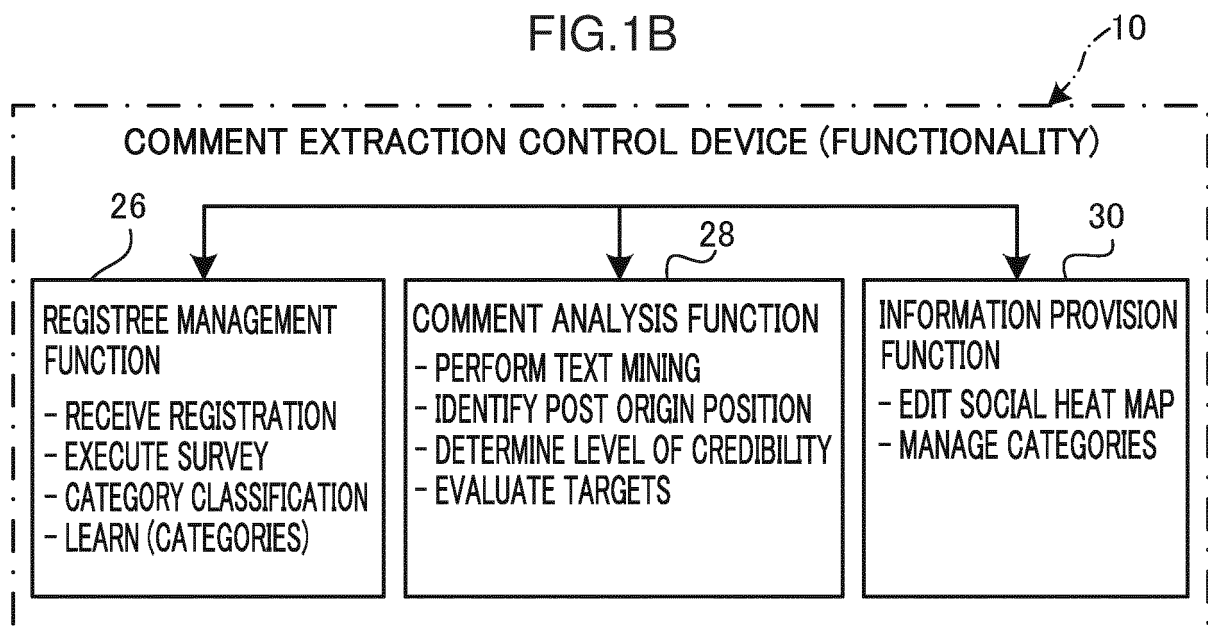 FIG.1B
10
COMMENT EXTRACTION CONTROL DEVICE (FUNCTIONALITY)
26
28
30
REGISTREE MANAGEMENT
FUNCTION
- RECEIVE REGISTRATION
- EXECUTE SURVEY
- CATEGORY CLASSIFICATION
- LEARN (CATEGORIES)
COMMENT ANALYSIS FUNCTION
- PERFORM TEXT MINING
- IDENTIFY POST ORIGIN POSITION
- DETERMINE LEVEL OF CREDIBILITY
- EVALUATE TARGETS
INFORMATION PROVISION
FUNCTION
- EDIT SOCIAL HEAT MAP
- MANAGE CATEGORIES